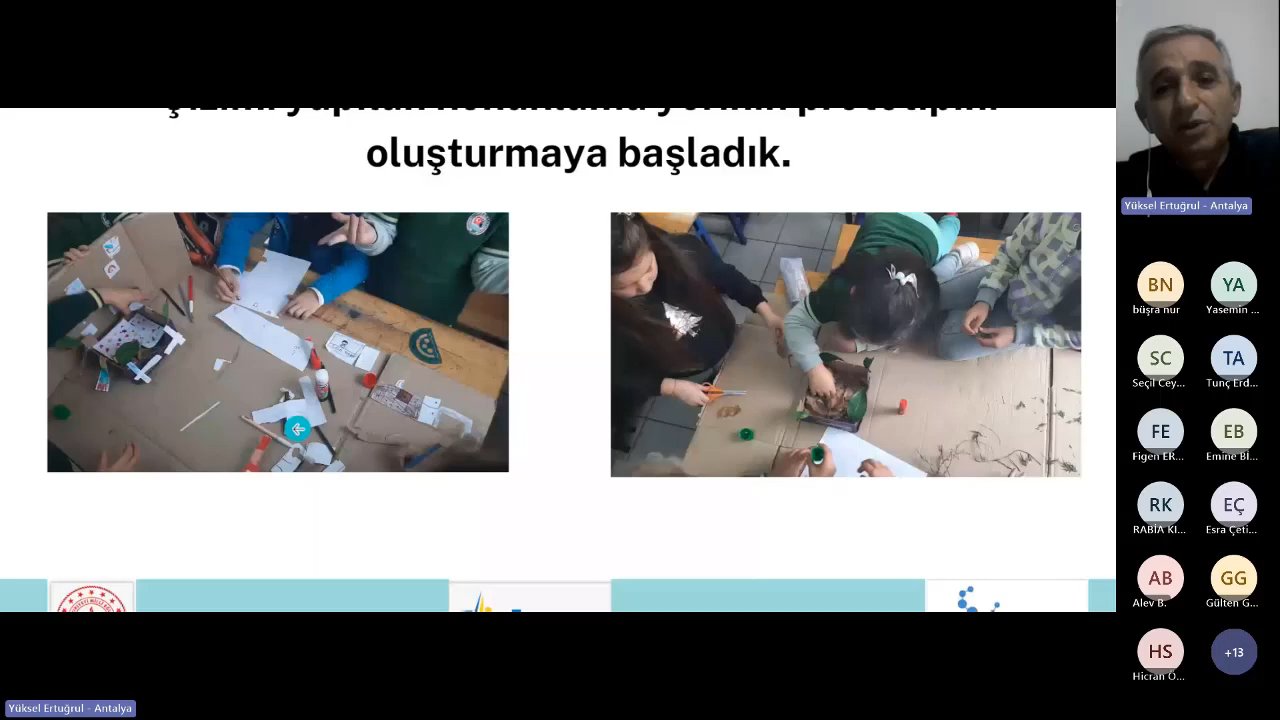 oluşturmaya başladık.
Yüksel Ertuğrul - Antalya
BN
büşra nur
YA
Yasemin ...
SC
Seçil Cey...
TA
Tunç Erd...
FE
Figen ER...
EB
Emine Bİ...
RK
RABİA KI...
EÇ
Esra Çeti...
AB
Alev B.
GG
Gülten G...
HS
Hicran Ö...
+13
Yüksel Ertuğrul - Antalya